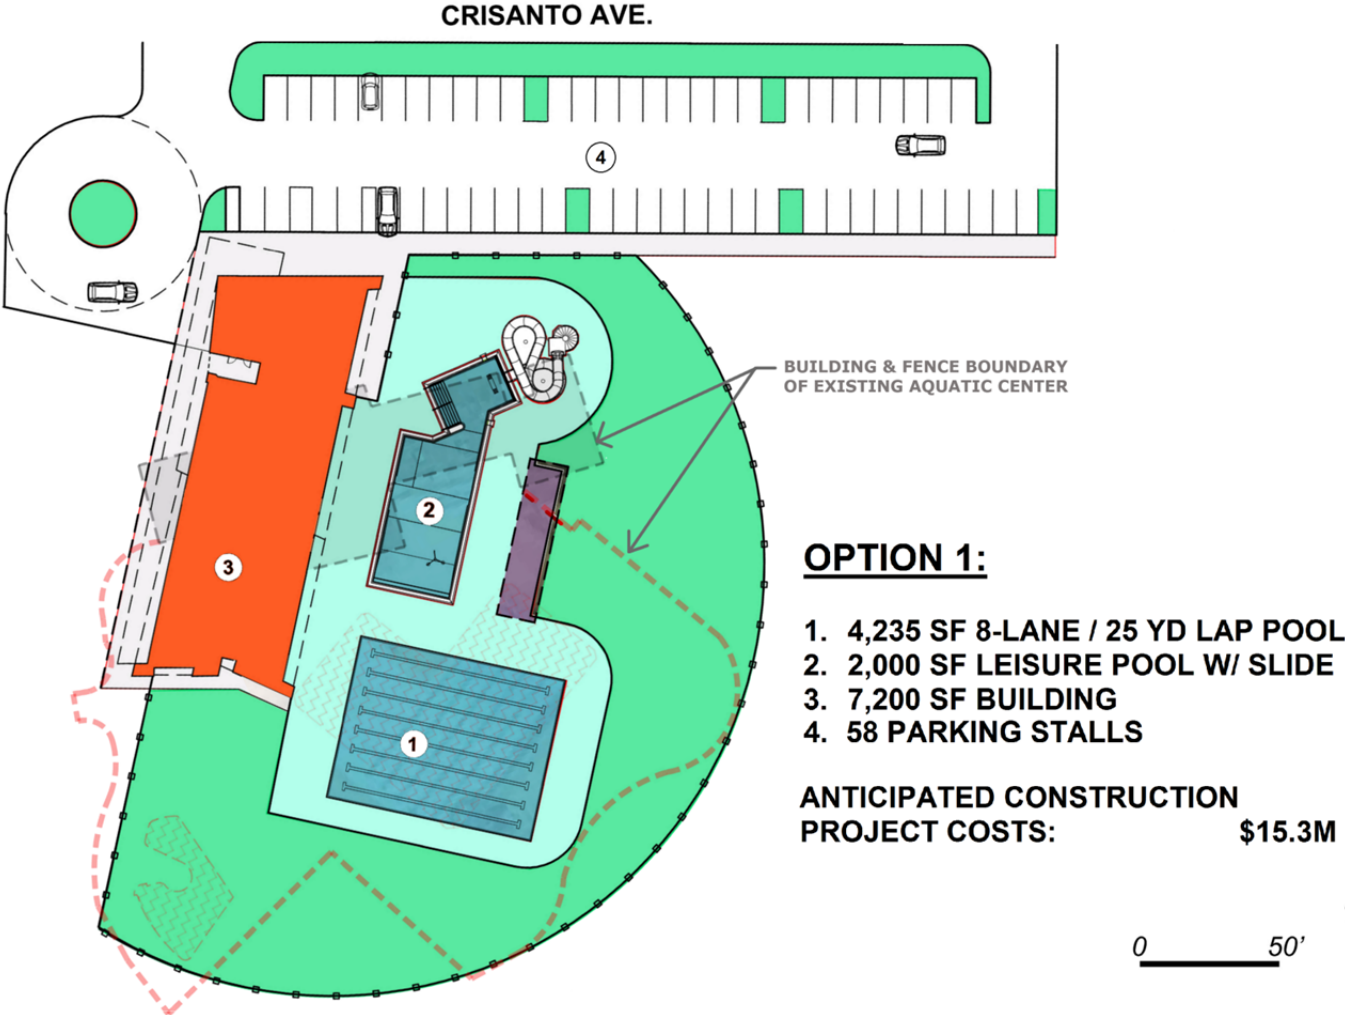 CRISANTO AVE.
4
BUILDING & FENCE BOUNDARY
OF EXISTING AQUATIC CENTER
2
3
1
OPTION 1:
1. 4,235 SF 8-LANE / 25 YD LAP POOL
2. 2,000 SF LEISURE POOL W/ SLIDE
3. 7,200 SF BUILDING
4. 58 PARKING STALLS
ANTICIPATED CONSTRUCTION
PROJECT COSTS: $15.3M
0 50'